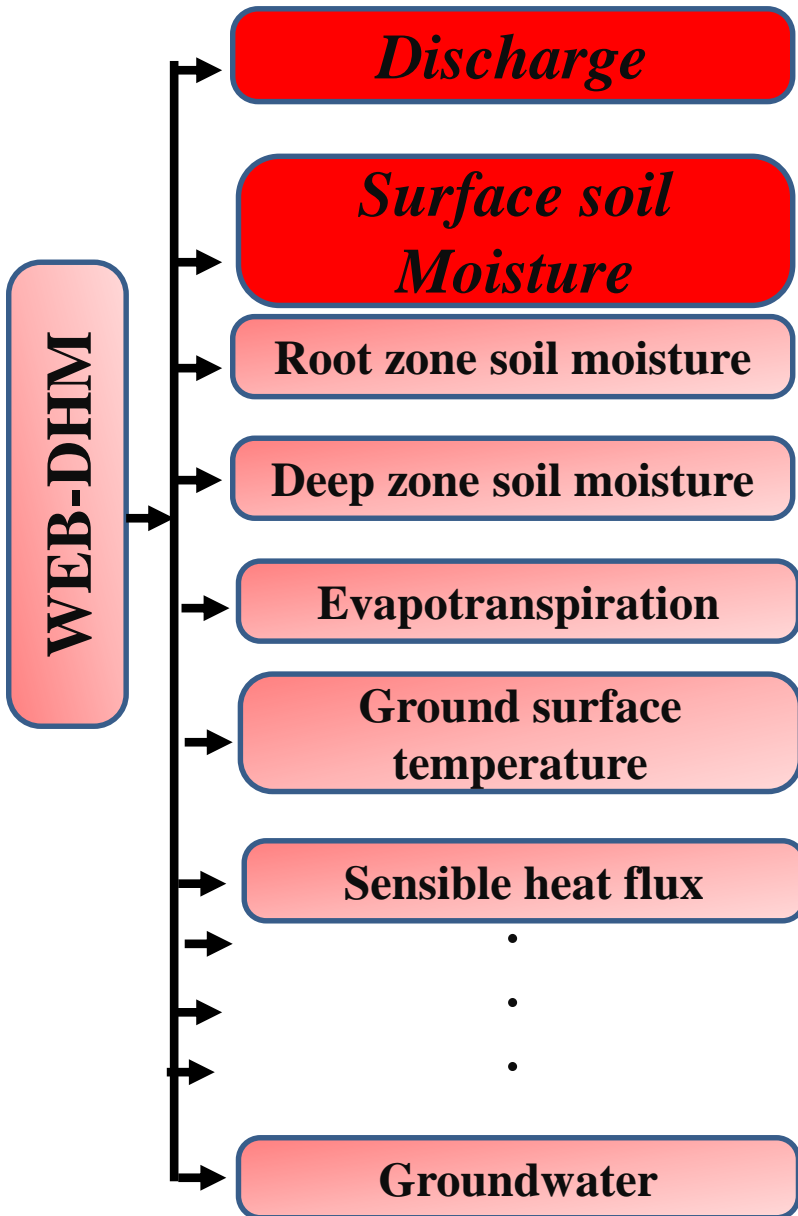 WEB-DHM
Discharge
Surface soil
Moisture
Root zone soil moisture
Deep zone soil moisture
Evapotranspiration
Ground surface
temperature
Sensible heat flux
.
.
.
Groundwater